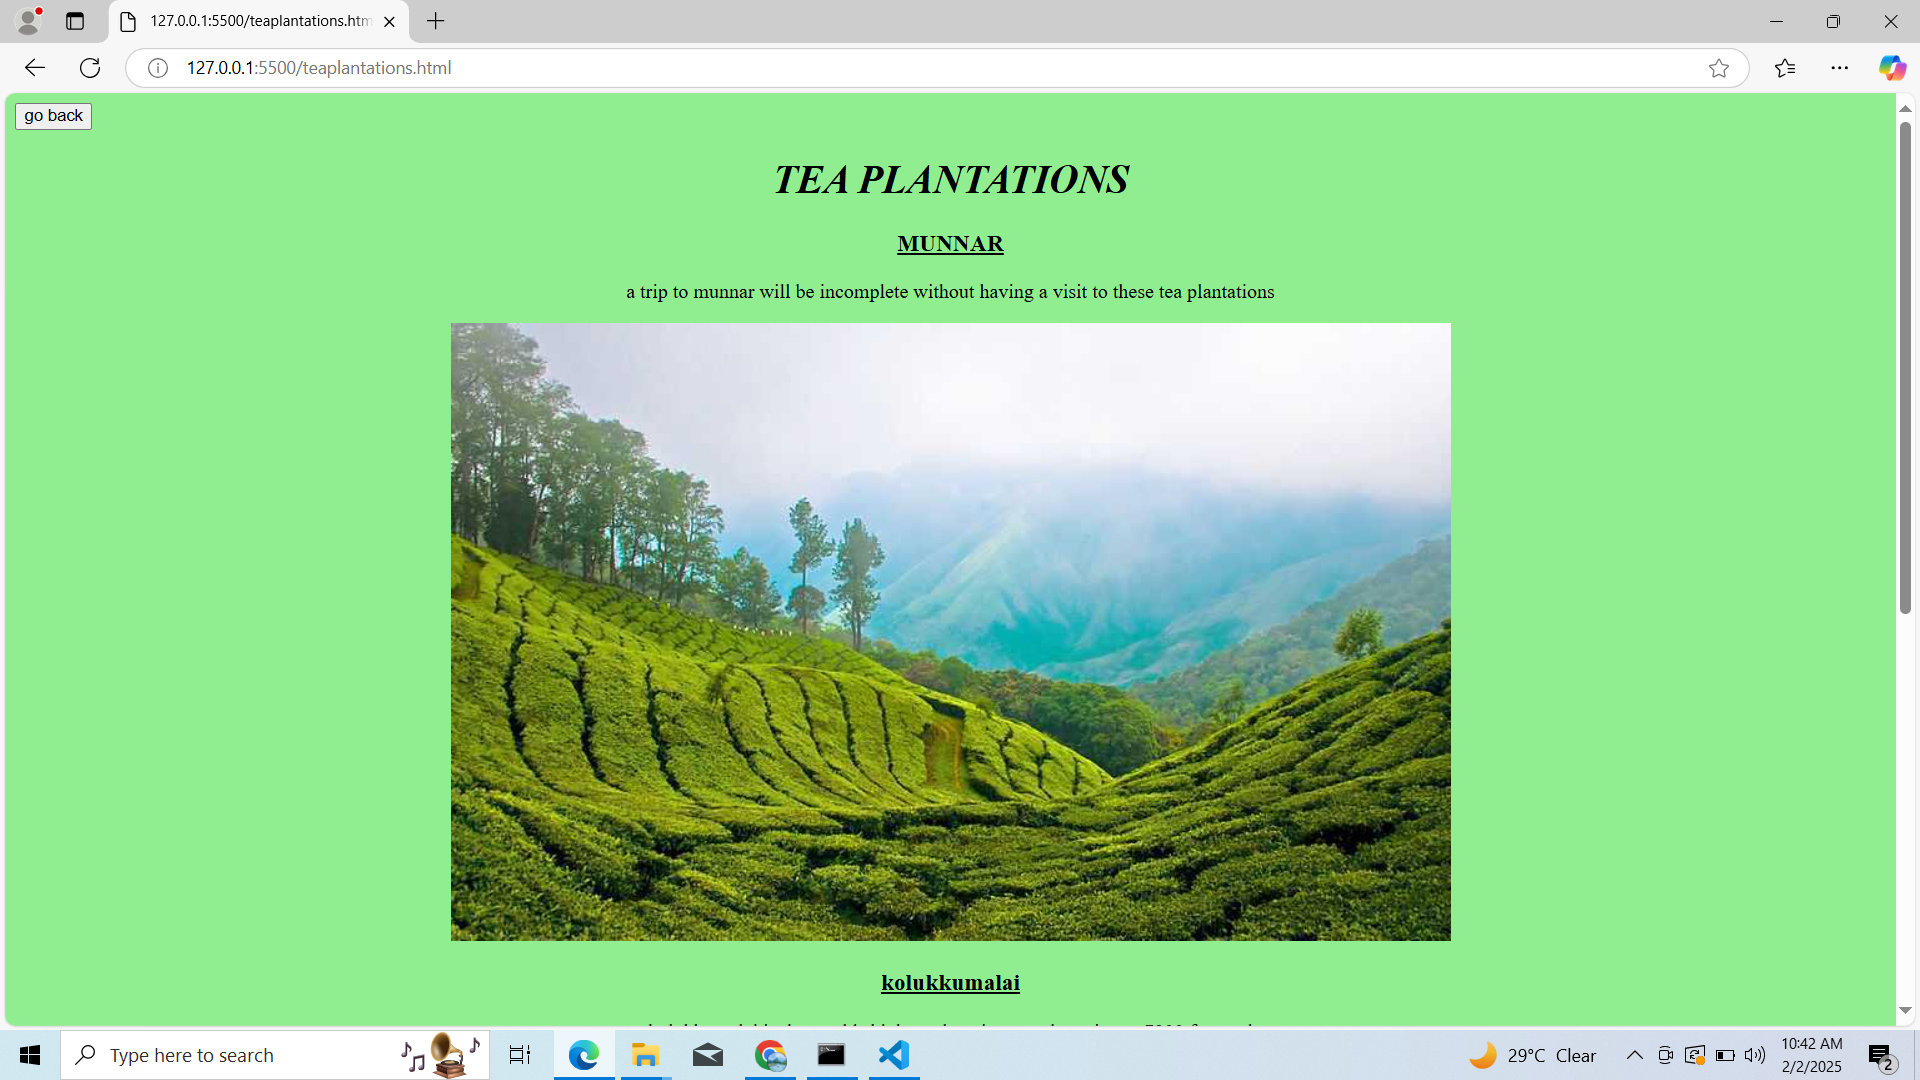 127.0.0.1:5500/teaplantations.htm
127.0.0.1:5500/teaplantations.html
go back
TEA PLANTATIONS
MUNNAR
a trip to munnar will be incomplete without having a visit to these tea plantations
kolukkumalai
Type here to search
29°C Clear
10:42 AM
2/2/2025
2